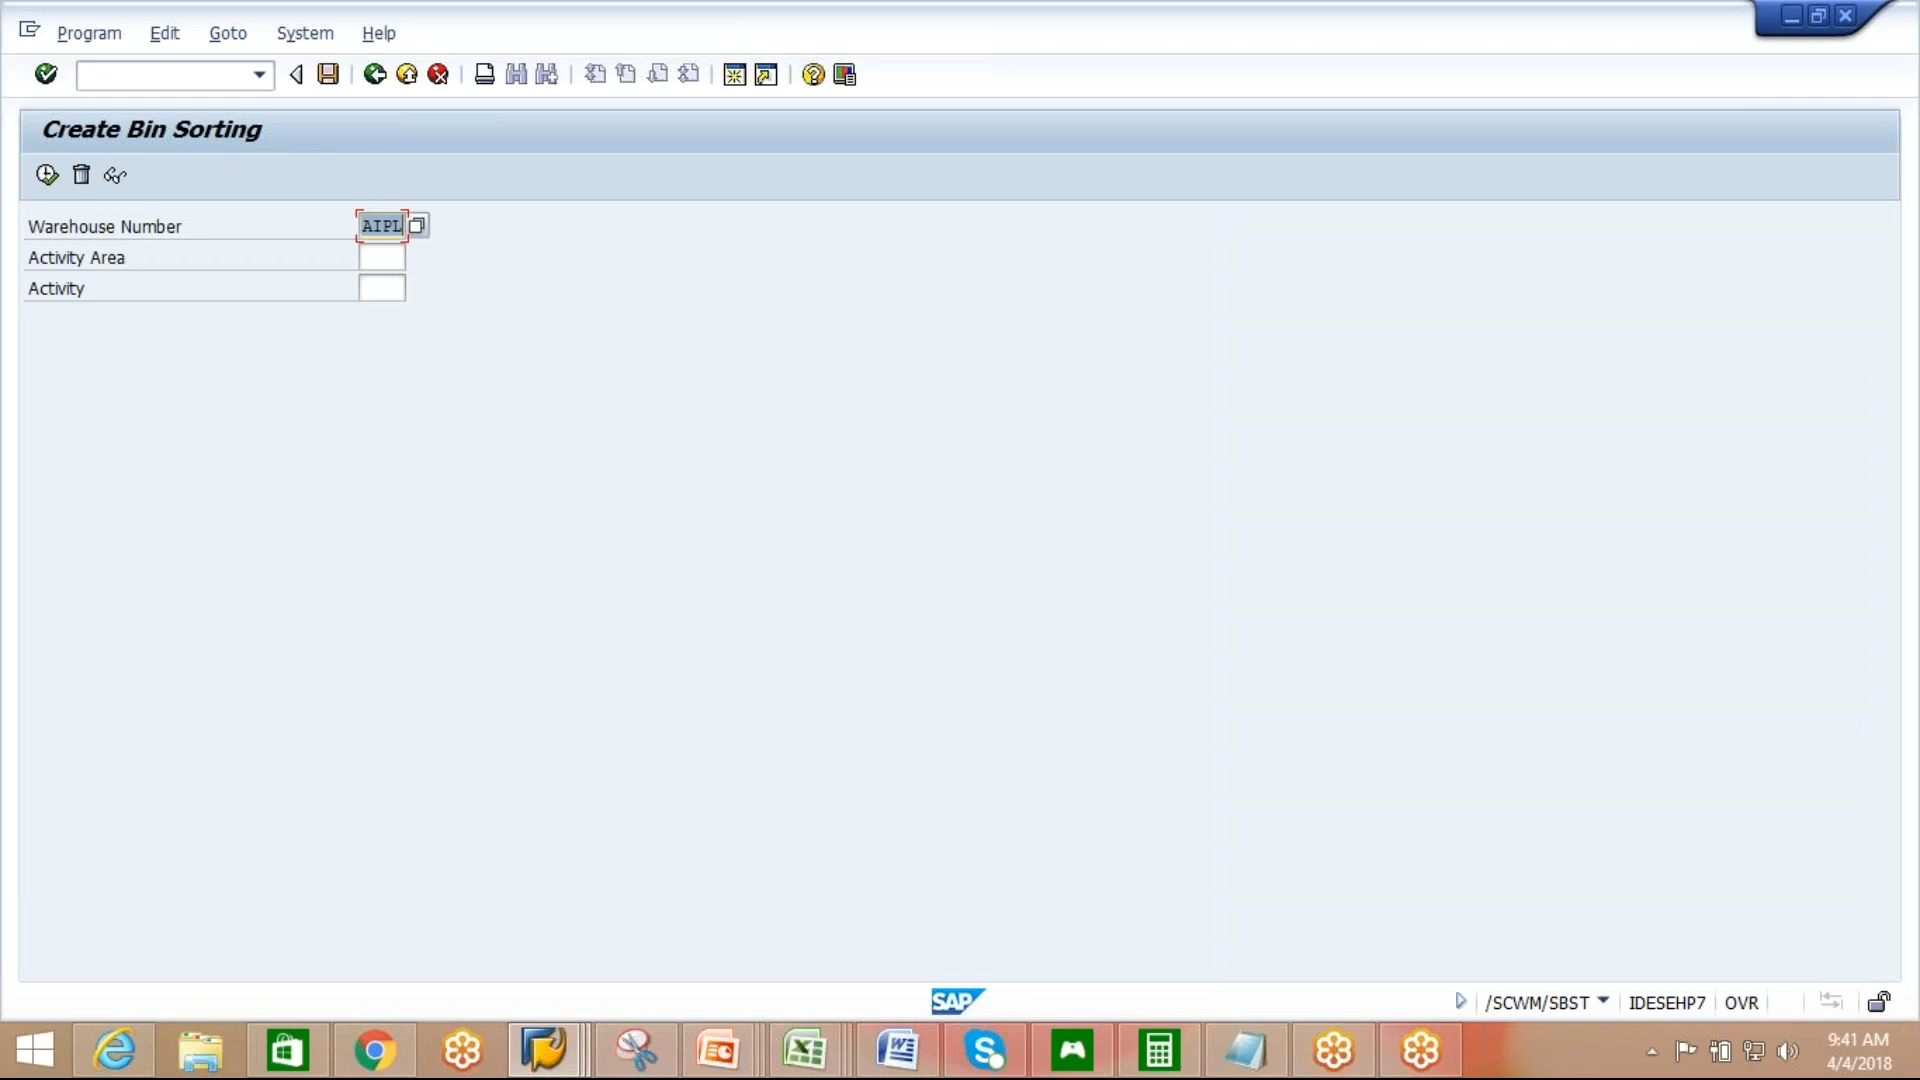 Program Edit Goto System Help
Create Bin Sorting
Warehouse Number AIPL
Activity Area
Activity
SAP
/SCWM/SBST IDESEHP7 OVR
9:41 AM
4/4/2018